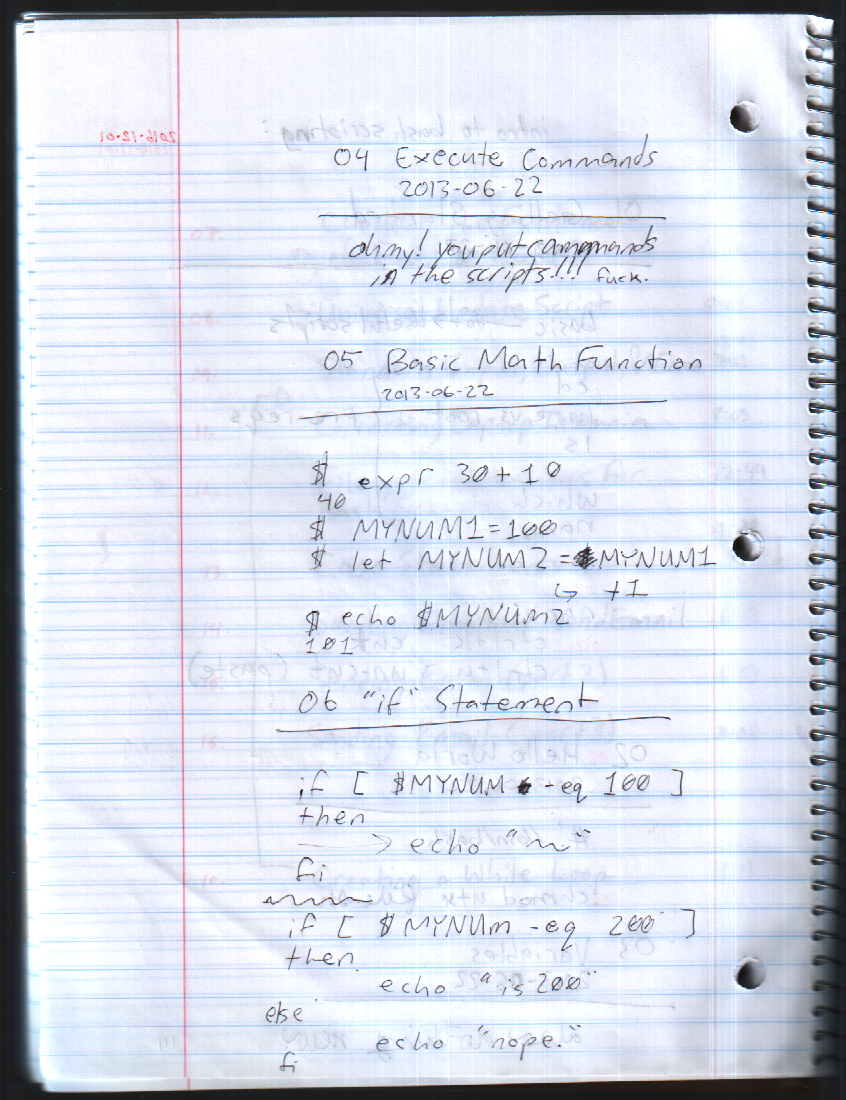 04 Execute Commands
2013-06-22
oh my! you put cammands
in the scripts!!! fuck.
05 Basic Math Function
2013-06-22
$ expr 30 + 10
40
$ MYNUM1=100
$ let MYNUM2=$MYNUM1
↳ +1
$ echo $MYNUM2
101
06 "if" Statement
if [ $MYNUM -eq 100 ]
then
→ echo "~"
fi
if [ $MYNUm -eq 200 ]
then
echo "is 200"
else
echo "nope."
fi